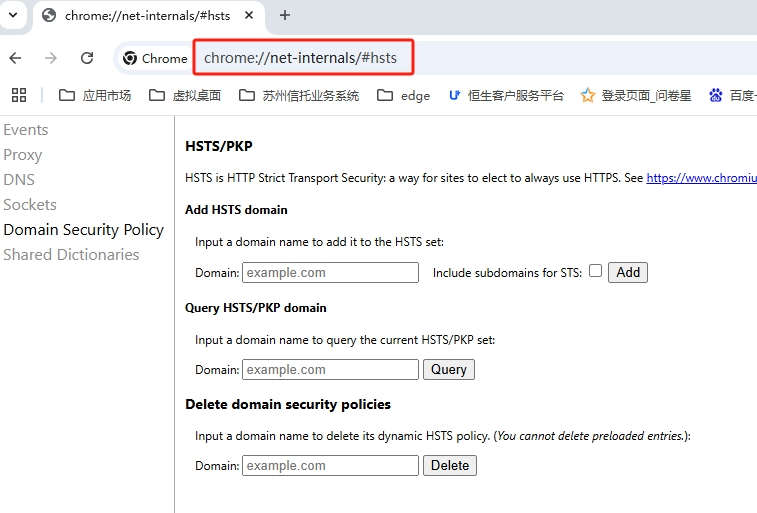 chrome://net-internals/#hsts
Chrome chrome://net-internals/#hsts
应用市场 虚拟桌面 苏州信托业务系统 edge 恒生客户服务平台 登录页面_问卷星 百度
Events
Proxy
DNS
Sockets
Domain Security Policy
Shared Dictionaries
HSTS/PKP
HSTS is HTTP Strict Transport Security: a way for sites to elect to always use HTTPS. See https://www.chromiu
Add HSTS domain
Input a domain name to add it to the HSTS set:
Domain: example.com Include subdomains for STS: Add
Query HSTS/PKP domain
Input a domain name to query the current HSTS/PKP set:
Domain: example.com Query
Delete domain security policies
Input a domain name to delete its dynamic HSTS policy. (You cannot delete preloaded entries.):
Domain: example.com Delete